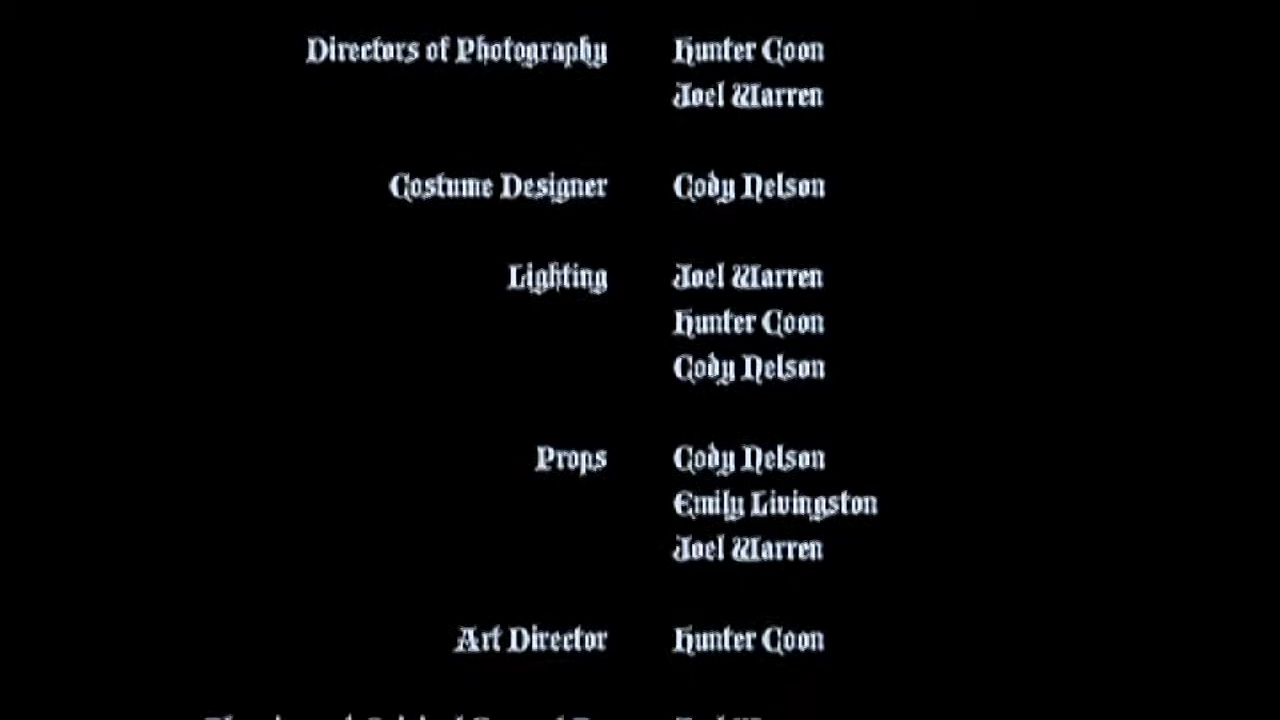 Directors of Photography Hunter Coon
Joel Warren
Costume Designer Cody Nelson
Lighting Joel Warren
Hunter Coon
Cody Nelson
Props Cody Nelson
Emily Livingston
Joel Warren
Art Director Hunter Coon